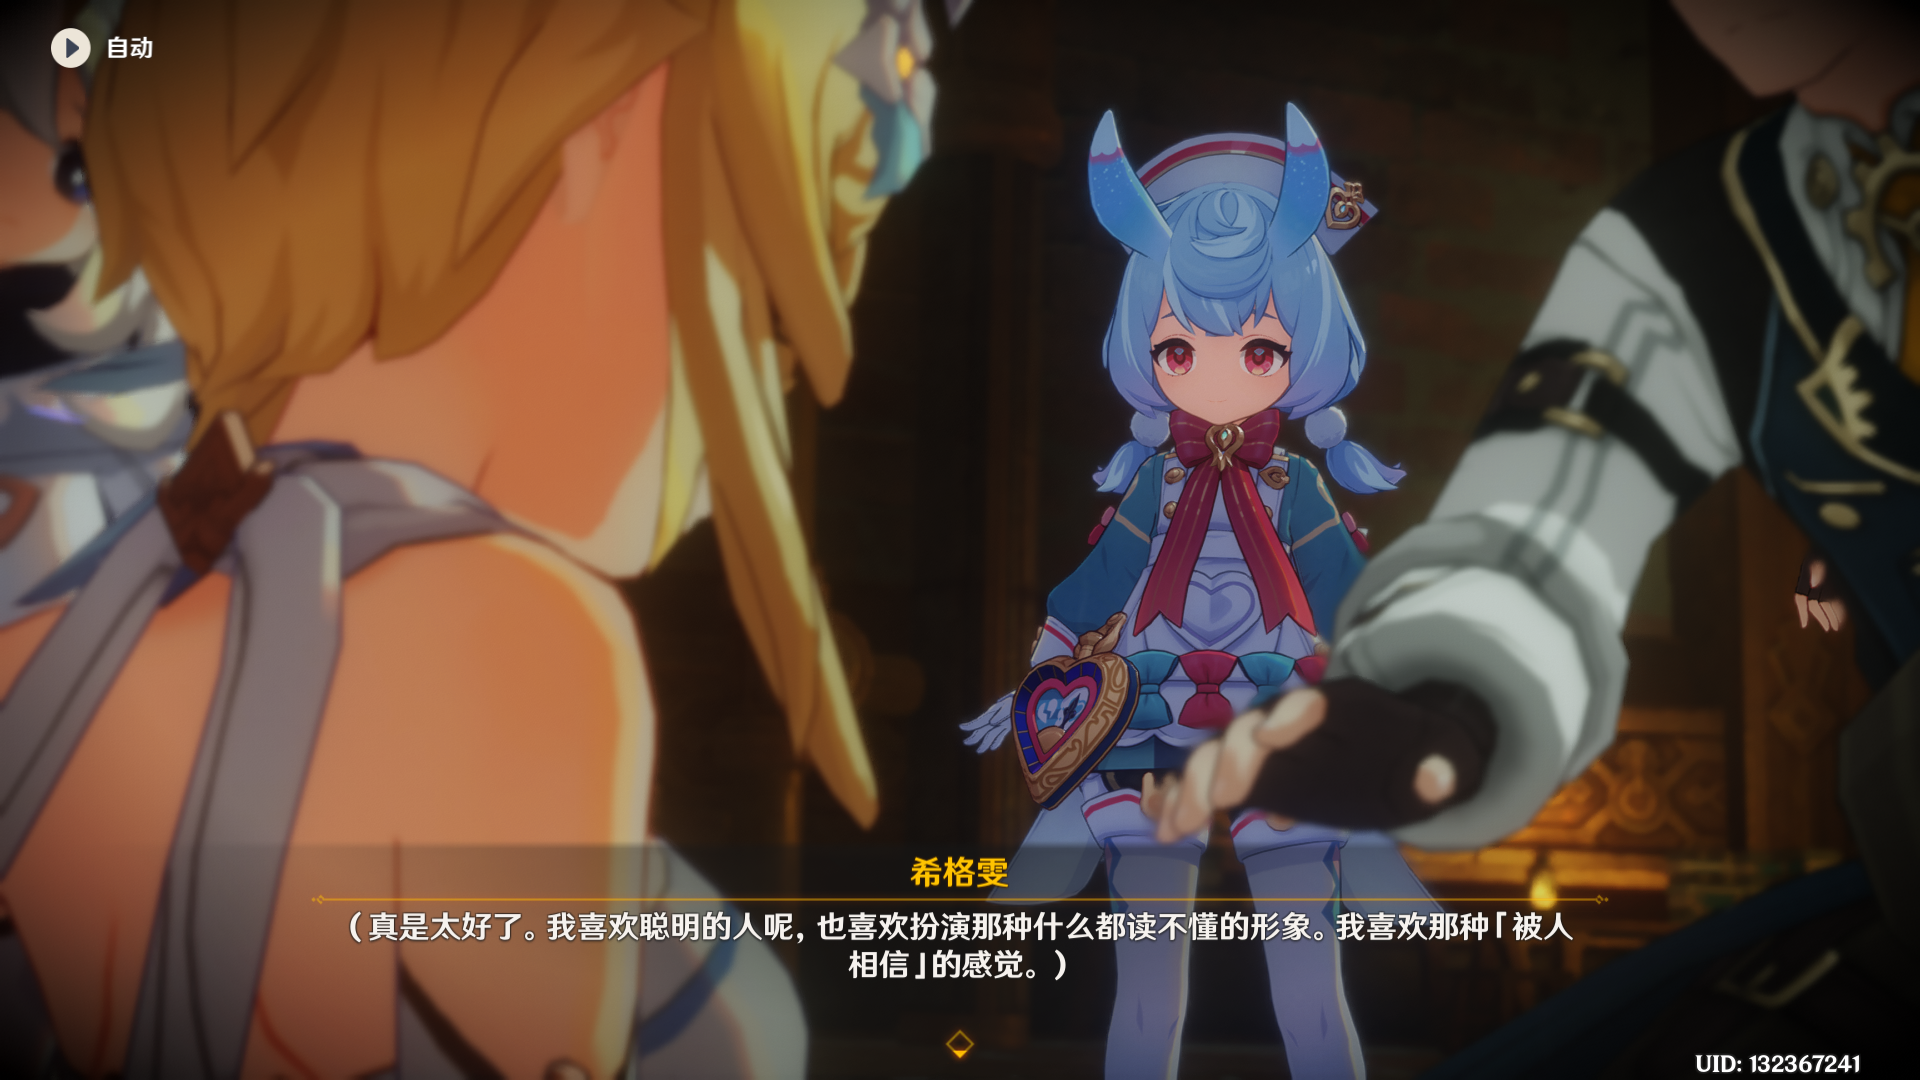 自动
希格雯
（真是太好了。我喜欢聪明的人呢，也喜欢扮演那种什么都读不懂的形象。我喜欢那种「被人
相信」的感觉。）
UID: 132367241